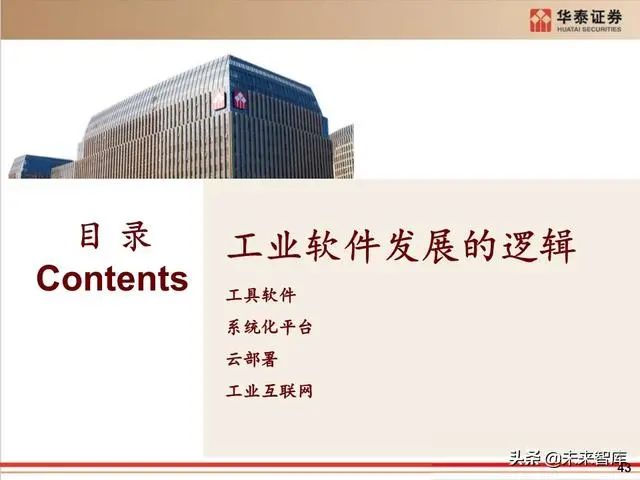 华泰证券
HUATAI SECURITIES
目 录
Contents
工业软件发展的逻辑
工具软件
系统化平台
云部署
工业互联网
头条 @未来智库
43